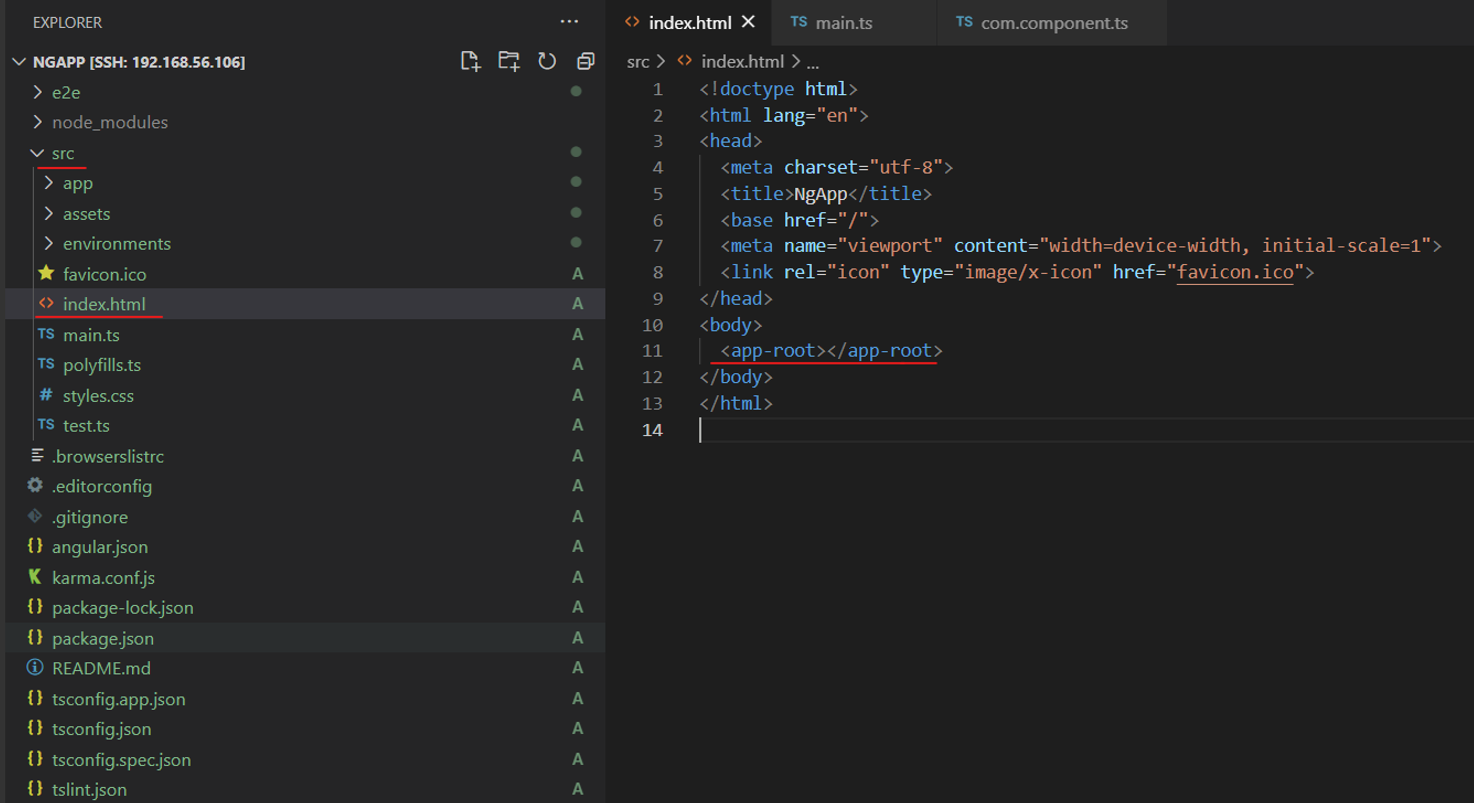 EXPLORER
NGAPP [SSH: 192.168.56.106]
e2e
node_modules
src
app
assets
environments
favicon.ico A
index.html A
TS main.ts A
TS polyfills.ts A
# styles.css A
TS test.ts A
.browserslistrc A
.editorconfig A
.gitignore A
{} angular.json A
karma.conf.js A
{} package-lock.json A
{} package.json A
README.md A
{} tsconfig.app.json A
{} tsconfig.json A
{} tsconfig.spec.json A
{} tslint.json A
<> index.html × TS main.ts TS com.component.ts
src > <> index.html > ...
1 <!doctype html>
2 <html lang="en">
3 <head>
4 <meta charset="utf-8">
5 <title>NgApp</title>
6 <base href="/">
7 <meta name="viewport" content="width=device-width, initial-scale=1">
8 <link rel="icon" type="image/x-icon" href="favicon.ico">
9 </head>
10 <body>
11 <app-root></app-root>
12 </body>
13 </html>
14